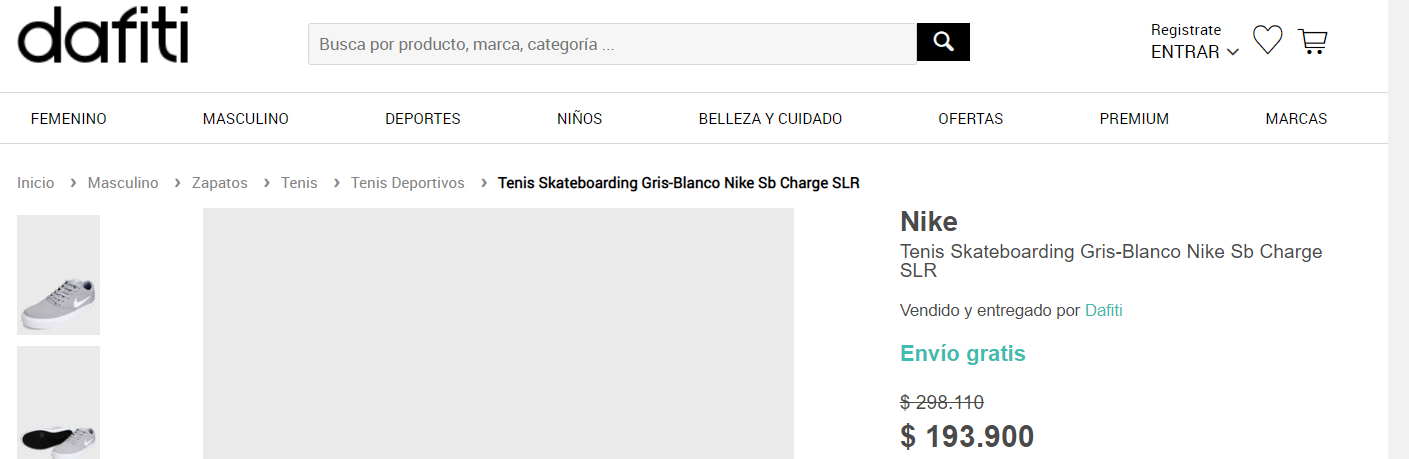 dafiti
Busca por producto, marca, categoría ...
Registrate
ENTRAR
FEMENINO MASCULINO DEPORTES NIÑOS BELLEZA Y CUIDADO OFERTAS PREMIUM MARCAS
Inicio › Masculino › Zapatos › Tenis › Tenis Deportivos › Tenis Skateboarding Gris-Blanco Nike Sb Charge SLR
Nike
Tenis Skateboarding Gris-Blanco Nike Sb Charge
SLR
Vendido y entregado por Dafiti
Envío gratis
$ 298.110
$ 193.900